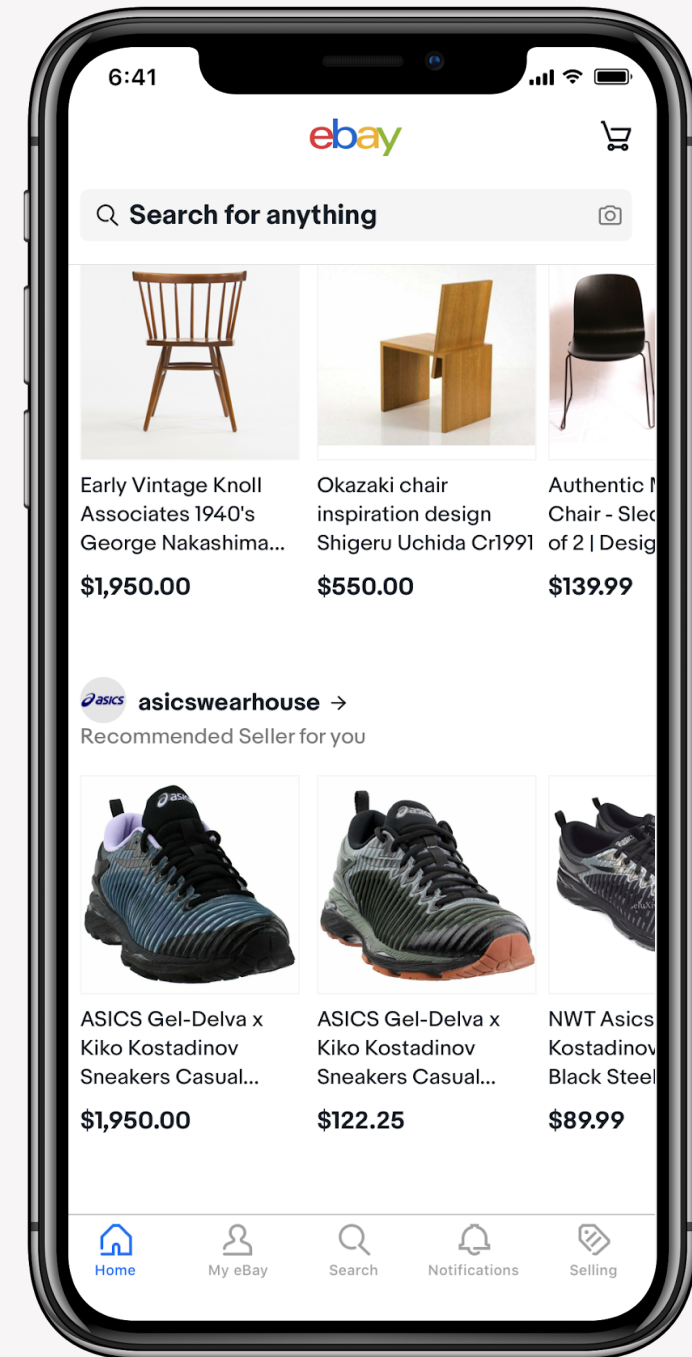 6:41
ebay
Search for anything
Early Vintage Knoll
Associates 1940's
George Nakashima...
$1,950.00
Okazaki chair
inspiration design
Shigeru Uchida Cr1991
$550.00
Authentic
Chair - Sled
of 2 | Desig
$139.99
asics
asicswearhouse →
Recommended Seller for you
asics
asics
ASICS Gel-Delva x
Kiko Kostadinov
Sneakers Casual...
$1,950.00
ASICS Gel-Delva x
Kiko Kostadinov
Sneakers Casual...
$122.25
NWT Asics
Kostadinov
Black Steel
$89.99
Home
My eBay
Search
Notifications
Selling